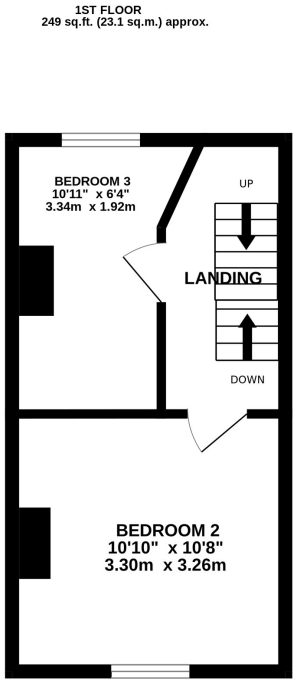 1ST FLOOR
249 sq.ft. (23.1 sq.m.) approx.
BEDROOM 3
10'11" x 6'4"
3.34m x 1.92m
UP
LANDING
DOWN
BEDROOM 2
10'10" x 10'8"
3.30m x 3.26m